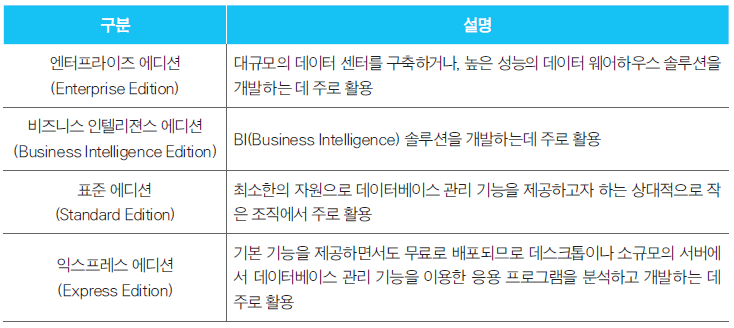 구분
설명
엔터프라이즈 에디션
(Enterprise Edition)
대규모의 데이터 센터를 구축하거나, 높은 성능의 데이터 웨어하우스 솔루션을
개발하는 데 주로 활용
비즈니스 인텔리젼스 에디션
(Business Intelligence Edition)
BI(Business Intelligence) 솔루션을 개발하는데 주로 활용
표준 에디션
(Standard Edition)
최소한의 자원으로 데이터베이스 관리 기능을 제공하고자 하는 상대적으로 작
은 조직에서 주로 활용
익스프레스 에디션
(Express Edition)
기본 기능을 제공하면서도 무료로 배포되므로 데스크톱이나 소규모의 서버에
서 데이터베이스 관리 기능을 이용한 응용 프로그램을 분석하고 개발하는 데
주로 활용